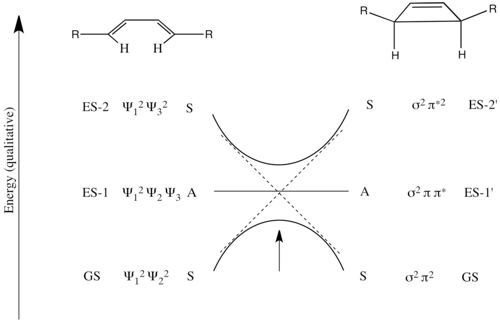 R R
H H
R R
H H
Energy (qualitative)
ES-2 Ψ₁² Ψ₃² S S σ² π*² ES-2'
ES-1 Ψ₁² Ψ₂ Ψ₃ A A σ² π π* ES-1'
GS Ψ₁² Ψ₂² S S σ² π² GS